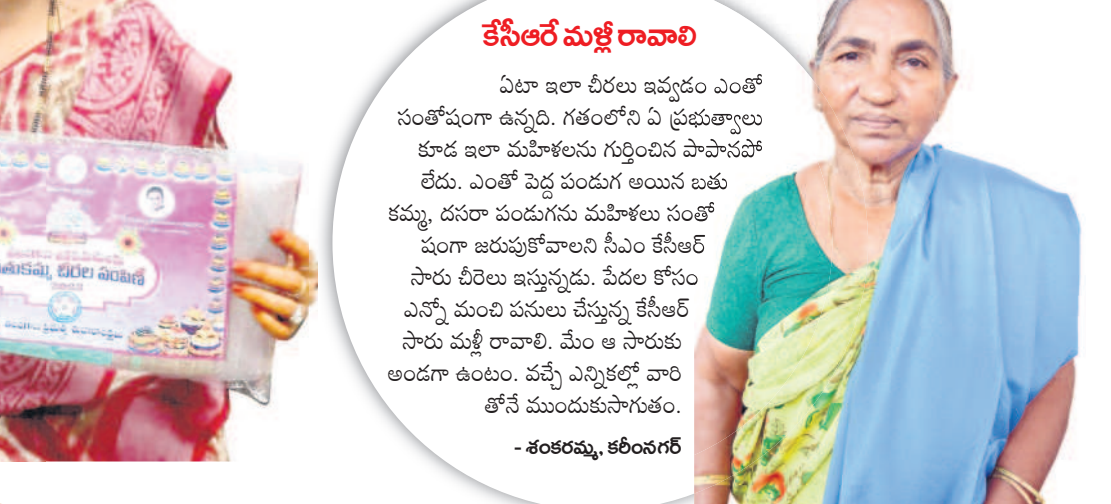 కేసీఆరే మళ్లీ రావాలి
ఏటా ఇలా చీరలు ఇవ్వడం ఎంతో
సంతోషంగా ఉన్నది. గతంలోని ఏ ప్రభుత్వాలు
కూడ ఇలా మహిళలను గుర్తించిన పాపానపో
లేదు. ఎంతో పెద్ద పండుగ అయిన బతు
కమ్మ, దసరా పండుగను మహిళలు సంతో
షంగా జరుపుకోవాలని సీఎం కేసీఆర్
సారు చీరెలు ఇస్తున్నడు. పేదల కోసం
ఎన్నో మంచి పనులు చేస్తున్న కేసీఆర్
సారు మళ్లీ రావాలి. మేం ఆ సారుకు
అండగా ఉంటం. వచ్చే ఎన్నికల్లో వారి
తోనే ముందుకుసాగుతం.
- శంకరమ్మ, కరీంనగర్
తుకమ్మ చీరల పంపిణీ